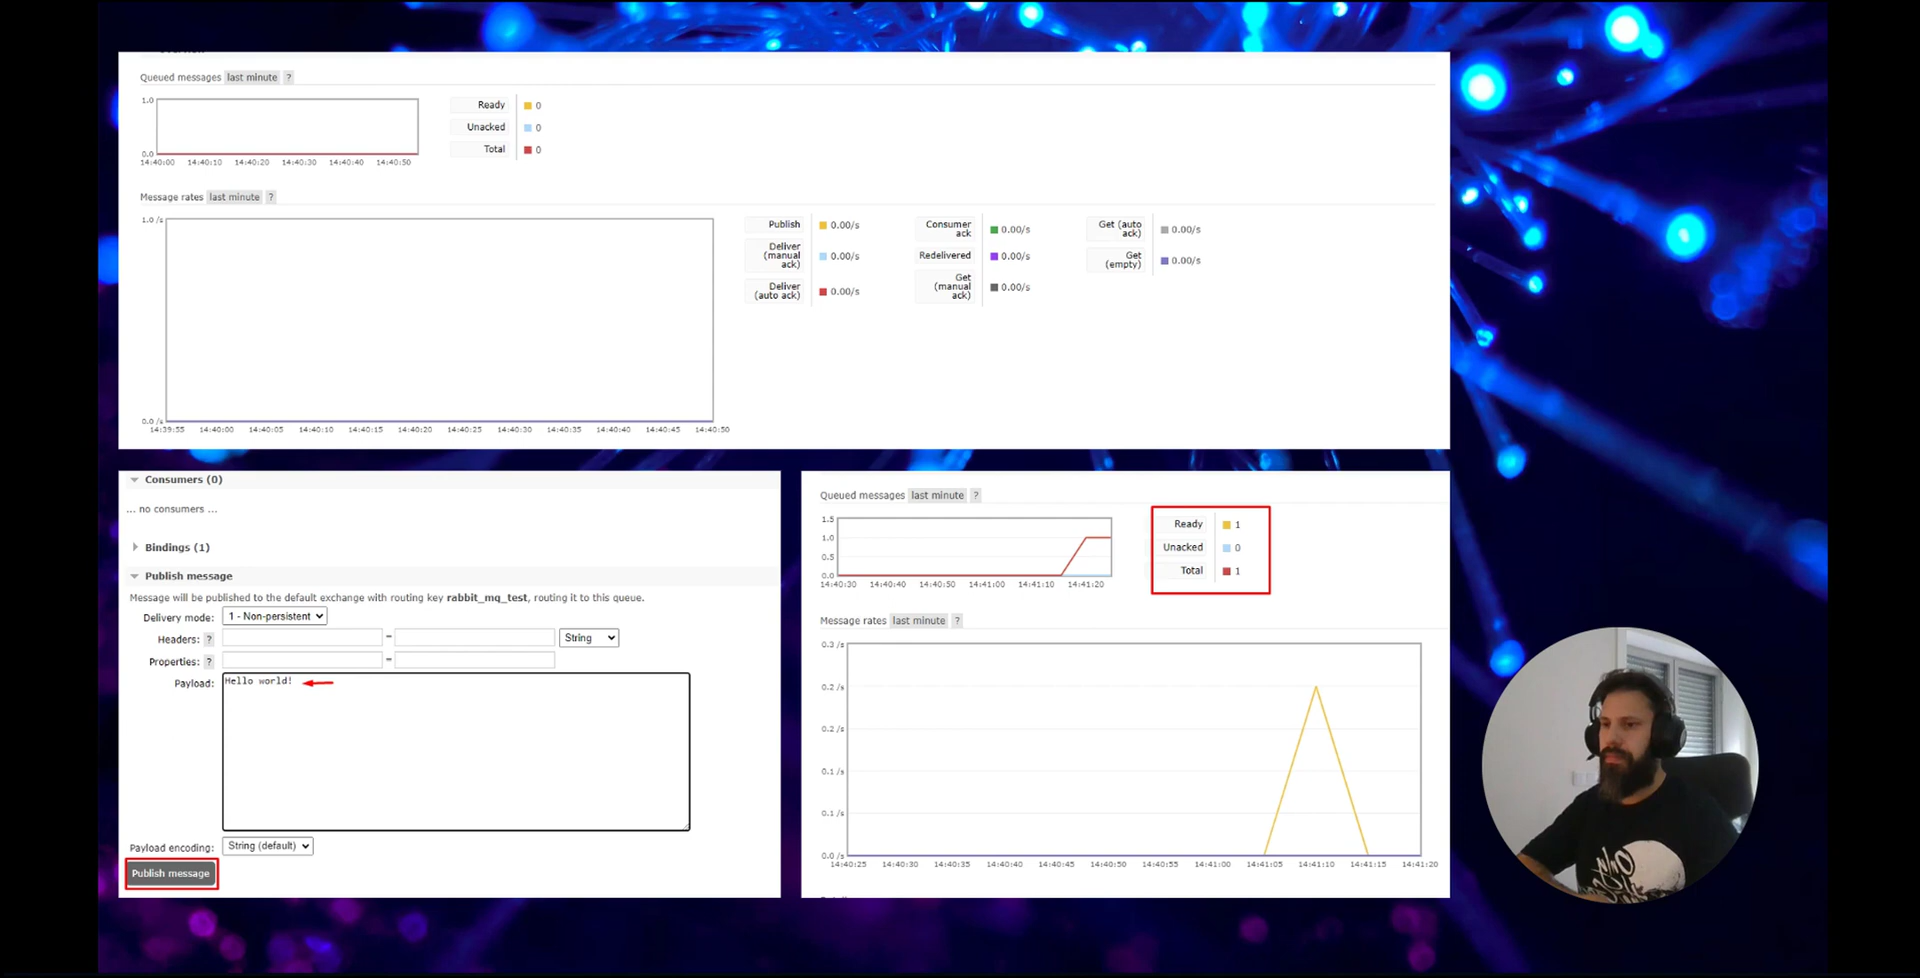 Queued messages last minute ?
1.0
0.0
14:40:00 14:40:10 14:40:20 14:40:30 14:40:40 14:40:50
Ready 0
Unacked 0
Total 0
Message rates last minute ?
1.0 /s
0.0 /s
14:39:55 14:40:00 14:40:05 14:40:10 14:40:15 14:40:20 14:40:25 14:40:30 14:40:35 14:40:40 14:40:45 14:40:50
Publish 0.00/s
Deliver
(manual 0.00/s
ack)
Deliver
(auto ack) 0.00/s
Consumer
ack 0.00/s
Redelivered 0.00/s
Get
(manual 0.00/s
ack)
Get (auto
ack) 0.00/s
Get
(empty) 0.00/s
Consumers (0)
... no consumers ...
Bindings (1)
Publish message
Message will be published to the default exchange with routing key rabbit_mq_test, routing it to this queue.
Delivery mode: 1 - Non-persistent
Headers: ? = String
Properties: ? =
Payload: Hello world!
Payload encoding: String (default)
Publish message
Queued messages last minute ?
1.5
1.0
0.5
0.0
14:40:30 14:40:40 14:40:50 14:41:00 14:41:10 14:41:20
Ready 1
Unacked 0
Total 1
Message rates last minute ?
0.3 /s
0.2 /s
0.2 /s
0.1 /s
0.1 /s
0.0 /s
14:40:25 14:40:30 14:40:35 14:40:40 14:40:45 14:40:50 14:40:55 14:41:00 14:41:05 14:41:10 14:41:15 14:41:20